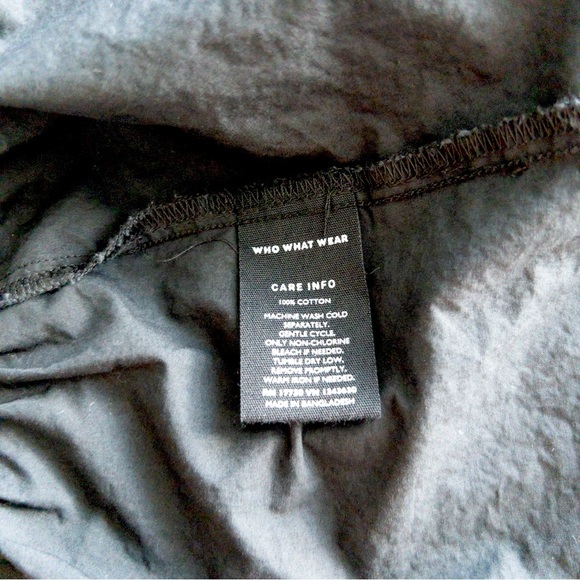 WHO WHAT WEAR
CARE INFO
100% COTTON
MACHINE WASH COLD
SEPARATELY.
GENTLE CYCLE.
ONLY NON-CHLORINE
BLEACH IF NEEDED.
TUMBLE DRY LOW.
REMOVE PROMPTLY.
WARM IRON IF NEEDED.
RN 17730
MADE IN BANGLADESH